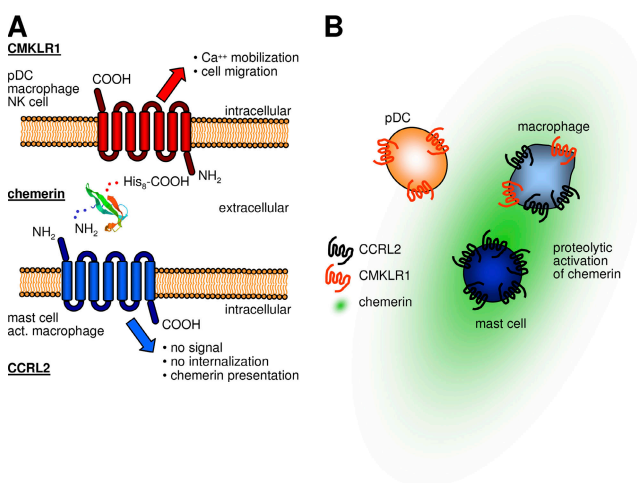 A
CMKLR1
pDC
macrophage
NK cell
COOH
• Ca++ mobilization
• cell migration
intracellular
NH2
His8-COOH
chemerin
extracellular
NH2
NH2
intracellular
mast cell
act. macrophage
COOH
CCRL2
• no signal
• no internalization
• chemerin presentation
B
pDC
macrophage
CCRL2
CMKLR1
chemerin
proteolytic
activation
of chemerin
mast cell